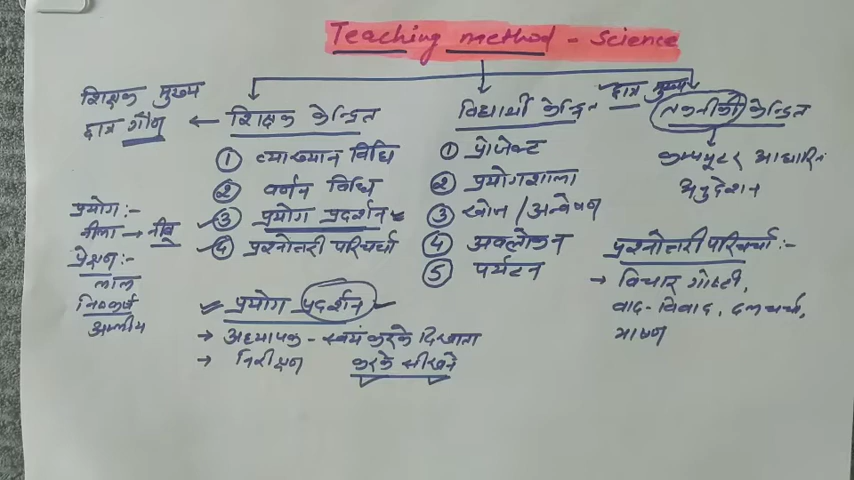 Teaching method - Science
शिक्षक मुख्य
छात्र गौण ← शिक्षक केन्द्रित
① व्याख्यान विधि
② वर्णन विधि
③ प्रयोग प्रदर्शन
④ प्रश्नोत्तरी परिचर्चा
छात्र मुख्य
विद्यार्थी केन्द्रित
① प्रोजेक्ट
② प्रयोगशाला
③ खोज / अन्वेषण
④ अवलोकन
⑤ पर्यटन
तकनीकी केन्द्रित
कम्प्यूटर आधारित
अनुदेशन
प्रयोग :-
नीला →
प्रेक्षण :-
लाल
निष्कर्ष
अम्लीय
प्रयोग प्रदर्शन
→ अध्यापक - स्वयं करके दिखाता
→ निरीक्षण करके सीखने
प्रश्नोत्तरी परिचर्चा :-
→ विचार गोष्ठी,
वाद-विवाद, दलचर्चा,
भाषण